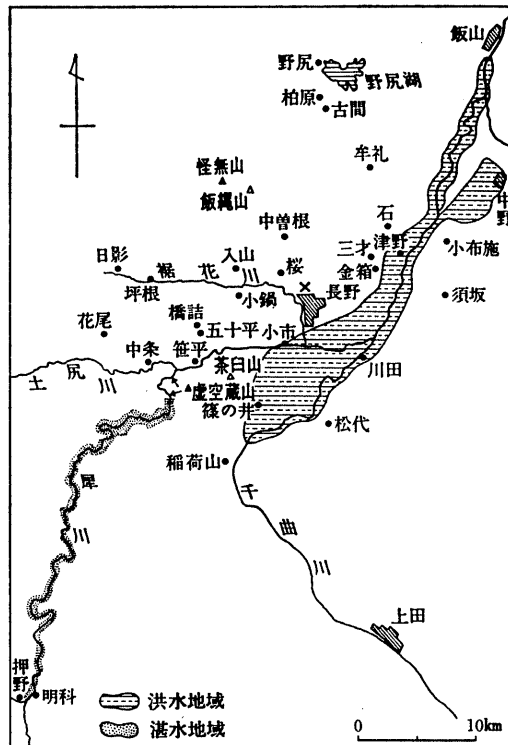 飯山
野尻
野尻湖
柏原
古間
牟礼
怪無山
飯縄山
中曽根
石
中野
三才
津野
小布施
日影
裾花川
入山
桜
金箱
坪根
小鍋
長野
須坂
橋詰
花尾
五十平
小市
中条
笹平
茶臼山
川田
土尻川
虚空蔵山
篠の井
松代
稲荷山
犀川
千曲川
上田
押野
明科
洪水地域
湛水地域
0 10km